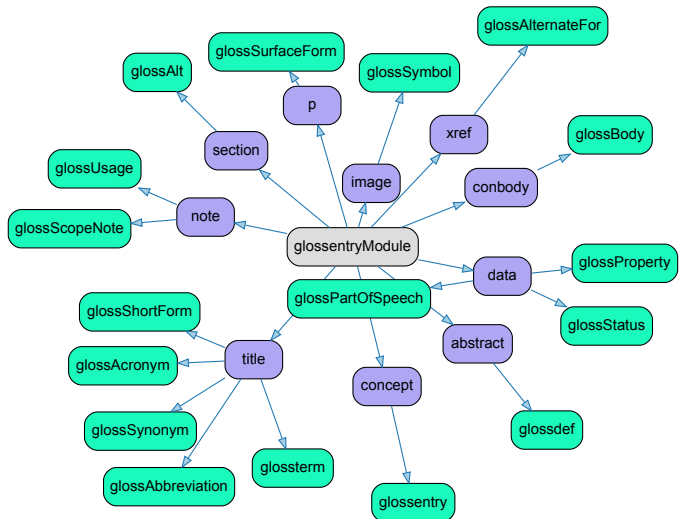 glossAlternateFor
glossSurfaceForm
glossAlt
glossSymbol
p
xref
glossBody
section
glossUsage
image
conbody
note
glossScopeNote
glossentryModule
glossProperty
data
glossPartOfSpeech
glossShortForm
glossStatus
abstract
title
glossAcronym
concept
glossSynonym
glossdef
glossterm
glossAbbreviation
glossentry